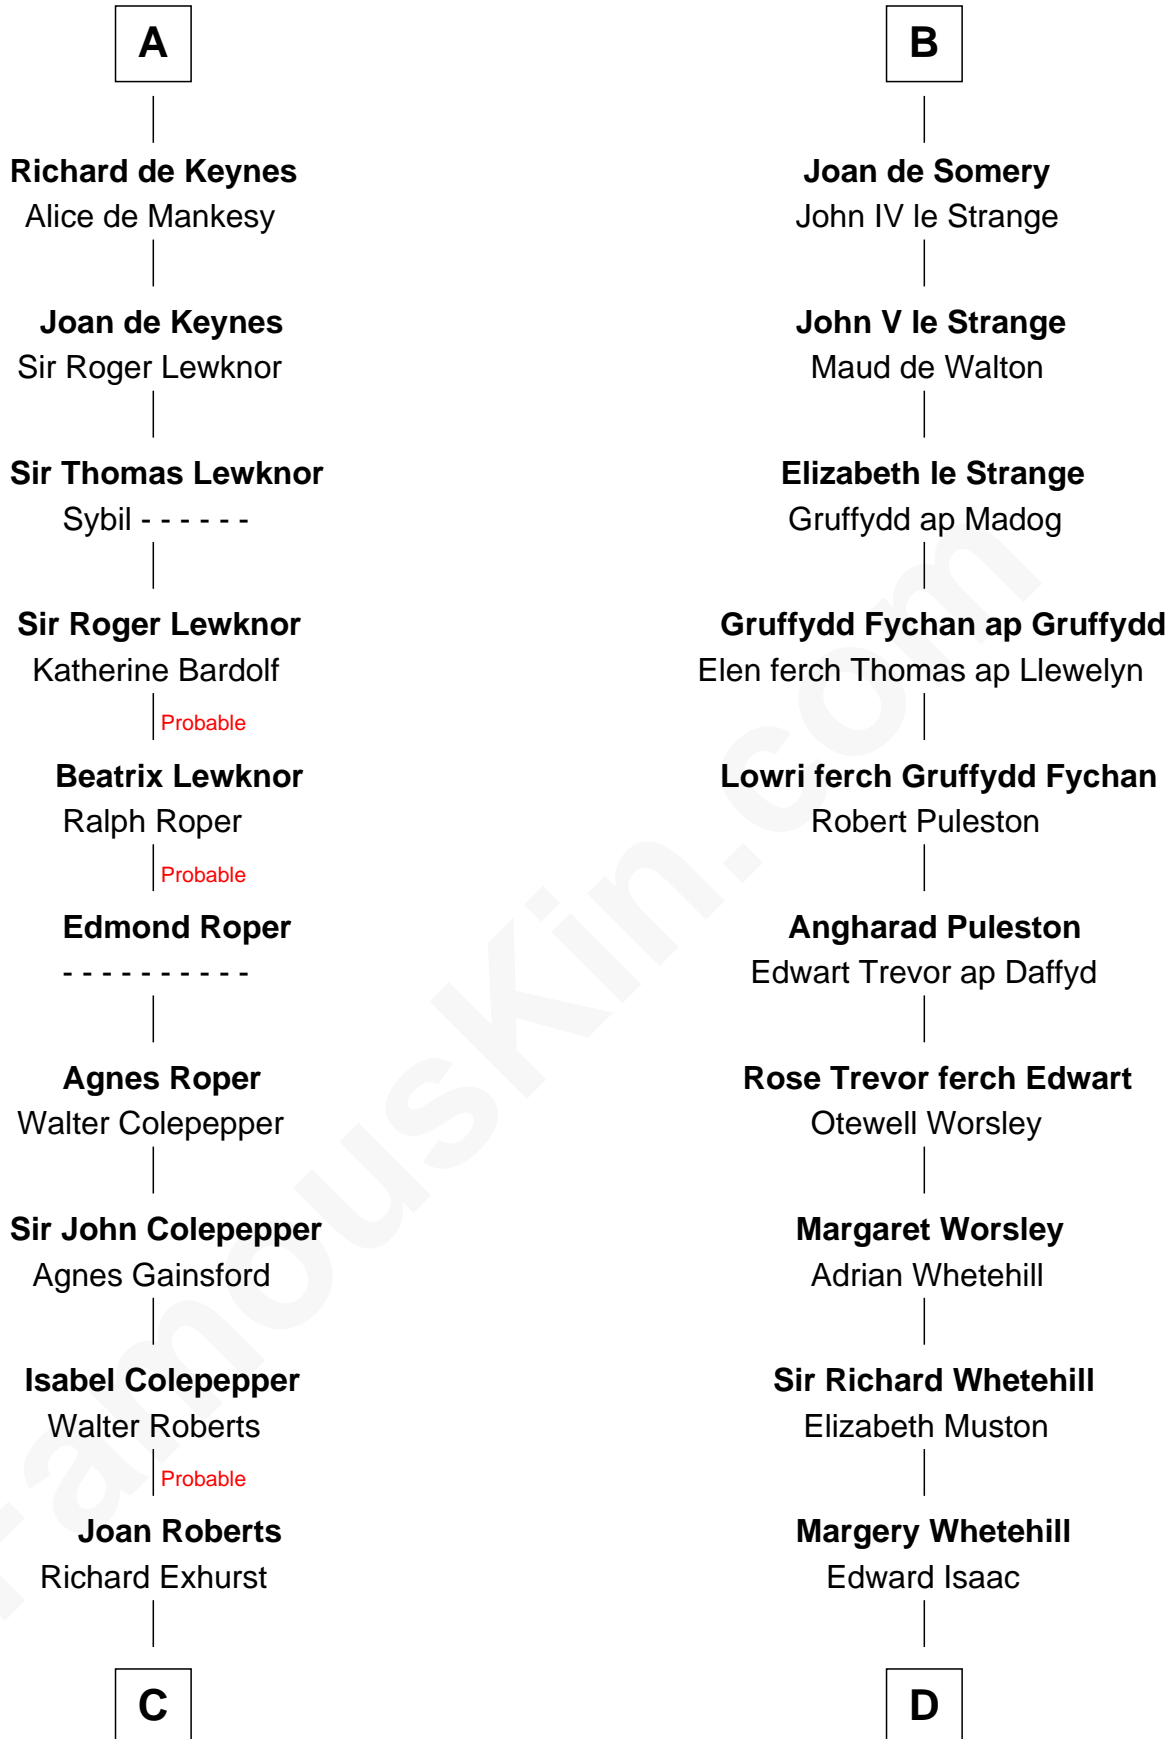 A
Richard de Keynes
Alice de Mankesy
Joan de Keynes
Sir Roger Lewknor
Sir Thomas Lewknor
Sybil - - - - - -
Sir Roger Lewknor
Katherine Bardolf
Probable
Beatrix Lewknor
Ralph Roper
Probable
Edmond Roper
- - - - - - - - - -
Agnes Roper
Walter Colepepper
Sir John Colepepper
Agnes Gainsford
Isabel Colepepper
Walter Roberts
Probable
Joan Roberts
Richard Exhurst
C
B
Joan de Somery
John IV le Strange
John V le Strange
Maud de Walton
Elizabeth le Strange
Gruffydd ap Madog
Gruffydd Fychan ap Gruffydd
Elen ferch Thomas ap Llewelyn
Lowri ferch Gruffydd Fychan
Robert Puleston
Angharad Puleston
Edwart Trevor ap Daffyd
Rose Trevor ferch Edwart
Otewell Worsley
Margaret Worsley
Adrian Whetehill
Sir Richard Whetehill
Elizabeth Muston
Margery Whetehill
Edward Isaac
D
FamousKin.com